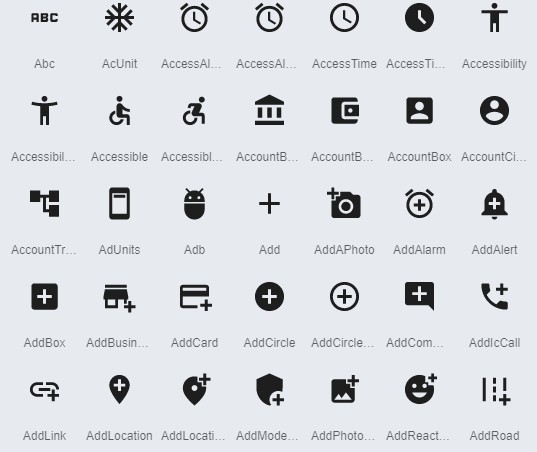 ABC
Abc AcUnit AccessAl... AccessAl... AccessTime AccessTi... Accessibility
Accessibil... Accessible Accessibl... AccountB... AccountB... AccountBox AccountCi...
AccountTr... AdUnits Adb Add AddAPhoto AddAlarm AddAlert
AddBox AddBusin... AddCard AddCircle AddCircle... AddCom... AddIcCall
AddLink AddLocation AddLocati... AddMode... AddPhoto... AddReact... AddRoad